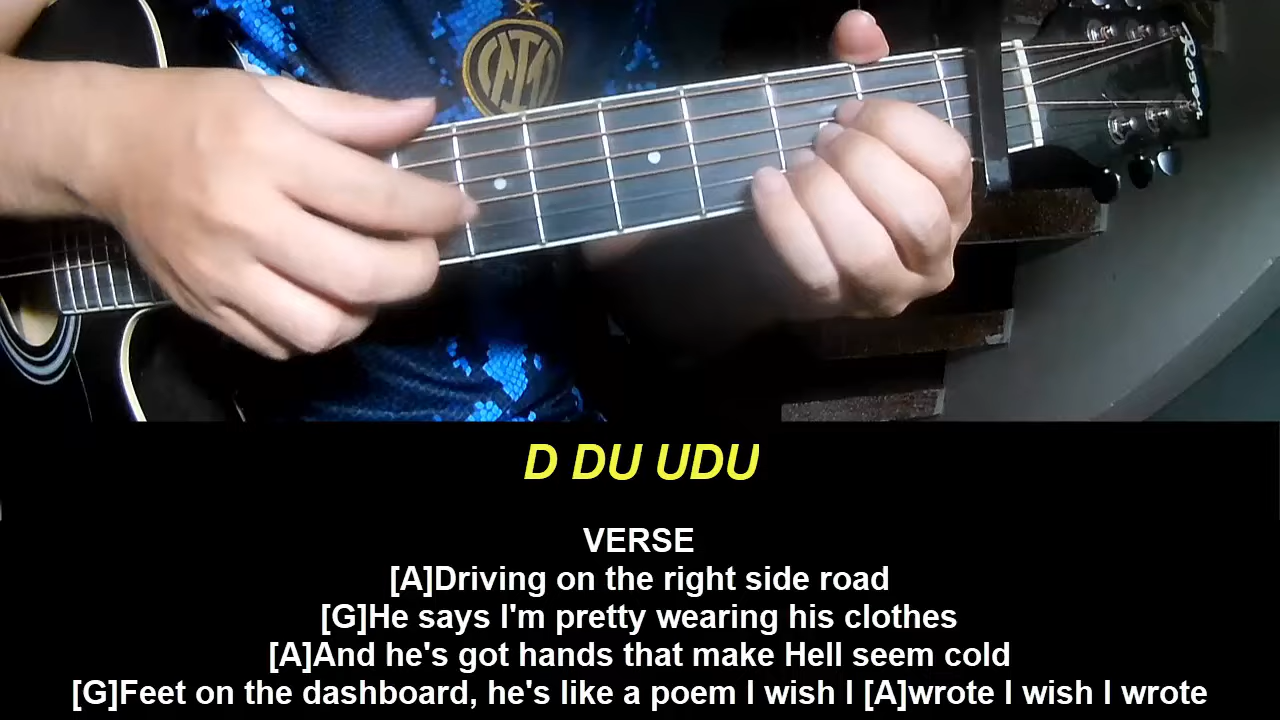 Rosen
D DU UDU
VERSE
[A]Driving on the right side road
[G]He says I'm pretty wearing his clothes
[A]And he's got hands that make Hell seem cold
[G]Feet on the dashboard, he's like a poem I wish I [A]wrote I wish I wrote